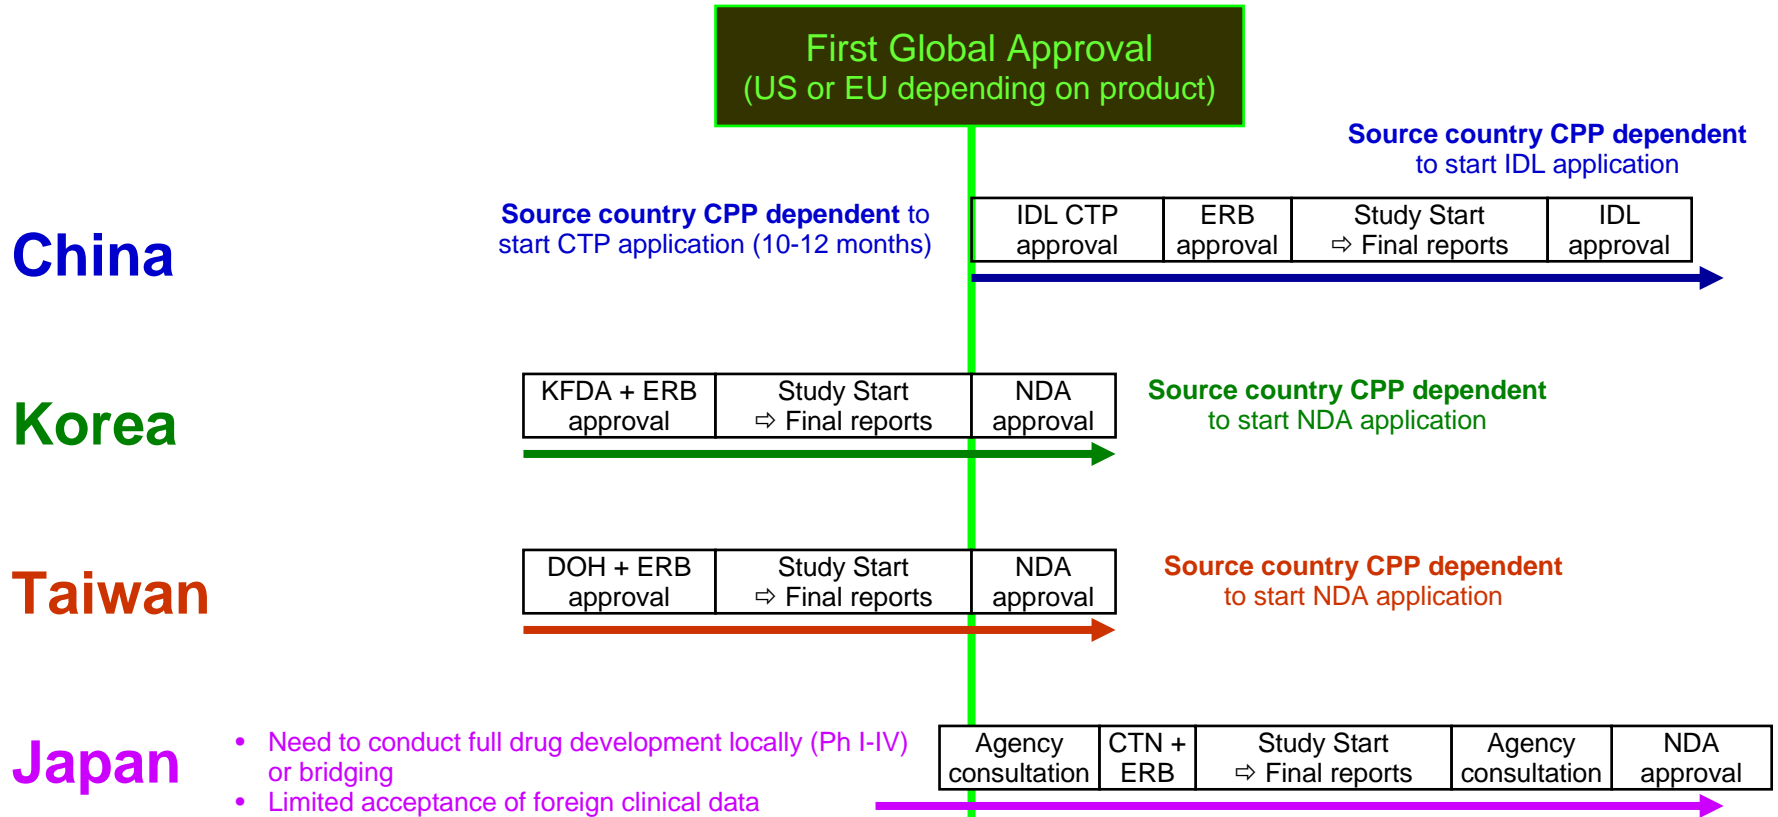 First Global Approval
(US or EU depending on product)
Source country CPP dependent
to start IDL application
China
Source country CPP dependent to
start CTP application (10-12 months)
IDL CTP
approval
ERB
approval
Study Start
⇨ Final reports
IDL
approval
Korea
KFDA + ERB
approval
Study Start
⇨ Final reports
NDA
approval
Source country CPP dependent
to start NDA application
Taiwan
DOH + ERB
approval
Study Start
⇨ Final reports
NDA
approval
Source country CPP dependent
to start NDA application
Japan
• Need to conduct full drug development locally (Ph I-IV)
or bridging
• Limited acceptance of foreign clinical data
Agency
consultation
CTN +
ERB
Study Start
⇨ Final reports
Agency
consultation
NDA
approval